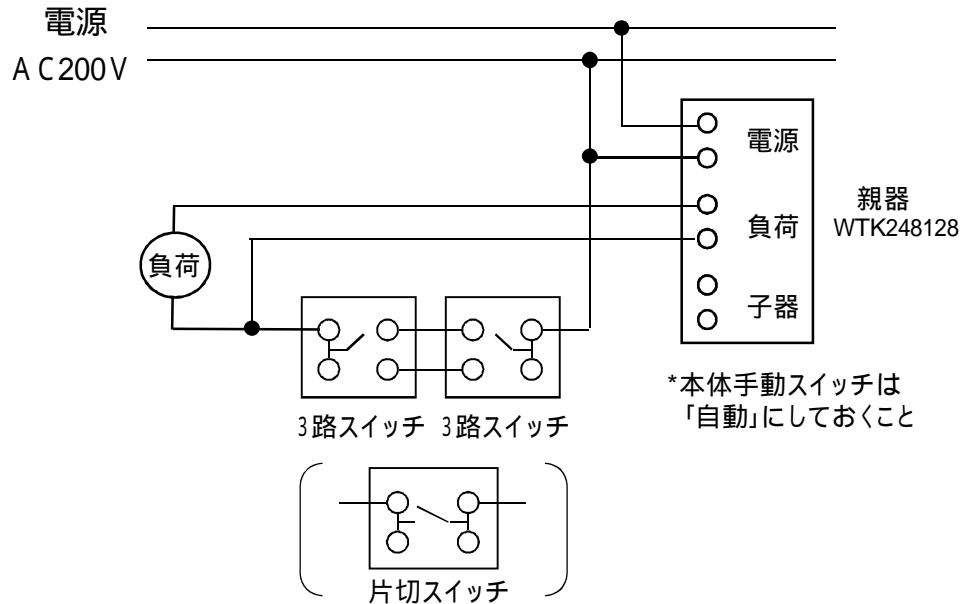 電源
AC200V
電源
負荷
子器
親器
WTK248128
負荷
3路スイッチ 3路スイッチ
*本体手動スイッチは
「自動」にしておくこと
片切スイッチ